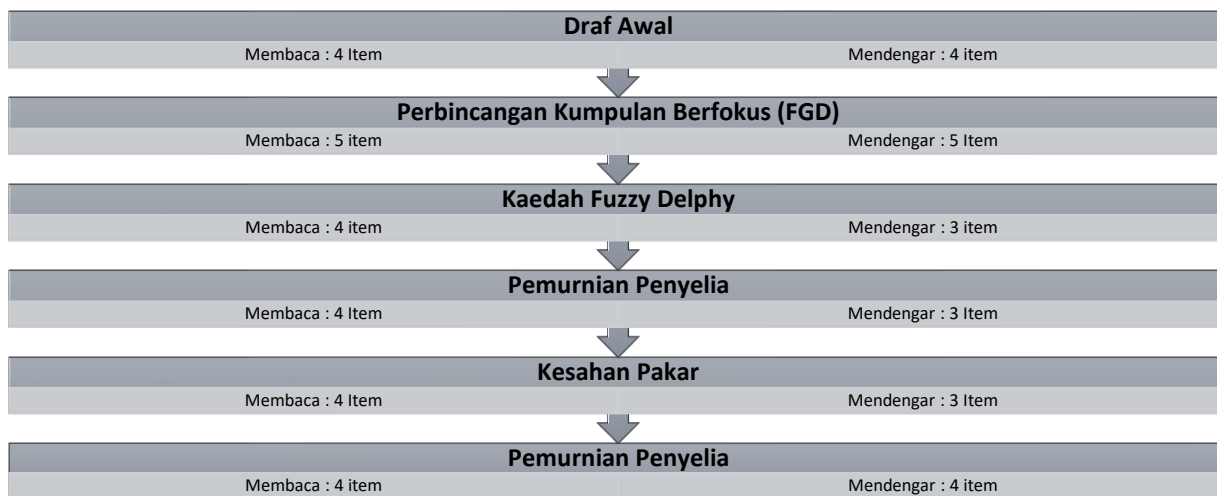 Draf Awal
Membaca : 4 Item Mendengar : 4 item
Perbincangan Kumpulan Berfokus (FGD)
Membaca : 5 item Mendengar : 5 Item
Kaedah Fuzzy Delphy
Membaca : 4 item Mendengar : 3 item
Pemurnian Penyelia
Membaca : 4 Item Mendengar : 3 Item
Kesahan Pakar
Membaca : 4 Item Mendengar : 3 Item
Pemurnian Penyelia
Membaca : 4 item Mendengar : 4 item